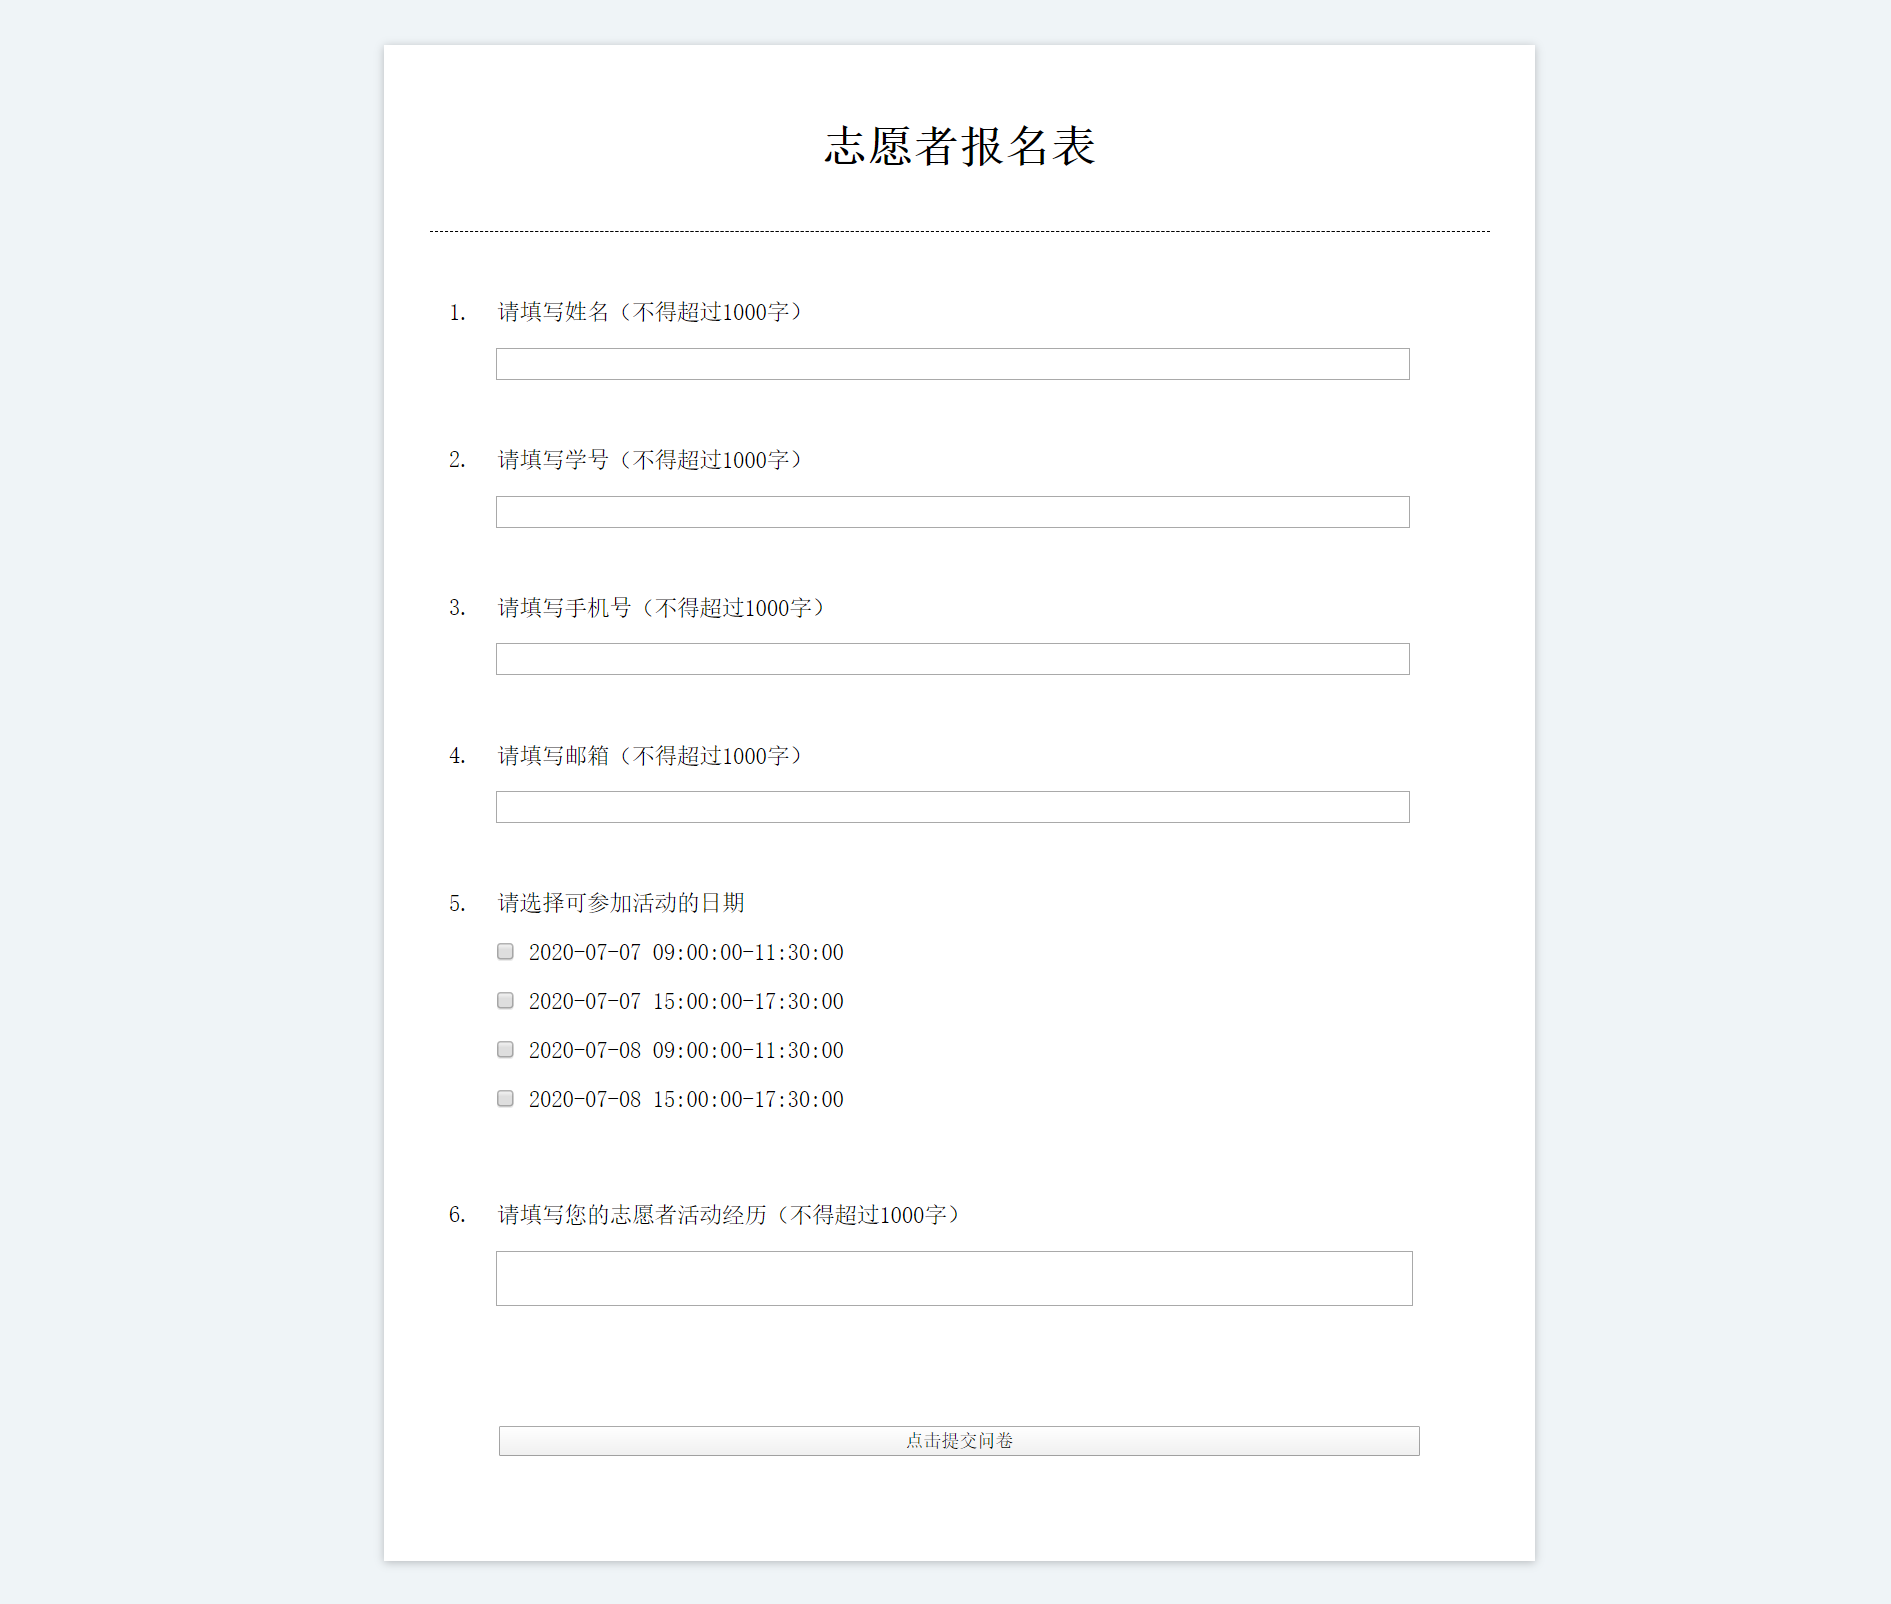 志愿者报名表
1. 请填写姓名（不得超过1000字）
2. 请填写学号（不得超过1000字）
3. 请填写手机号（不得超过1000字）
4. 请填写邮箱（不得超过1000字）
5. 请选择可参加活动的日期
2020-07-07 09:00:00-11:30:00
2020-07-07 15:00:00-17:30:00
2020-07-08 09:00:00-11:30:00
2020-07-08 15:00:00-17:30:00
6. 请填写您的志愿者活动经历（不得超过1000字）
点击提交问卷